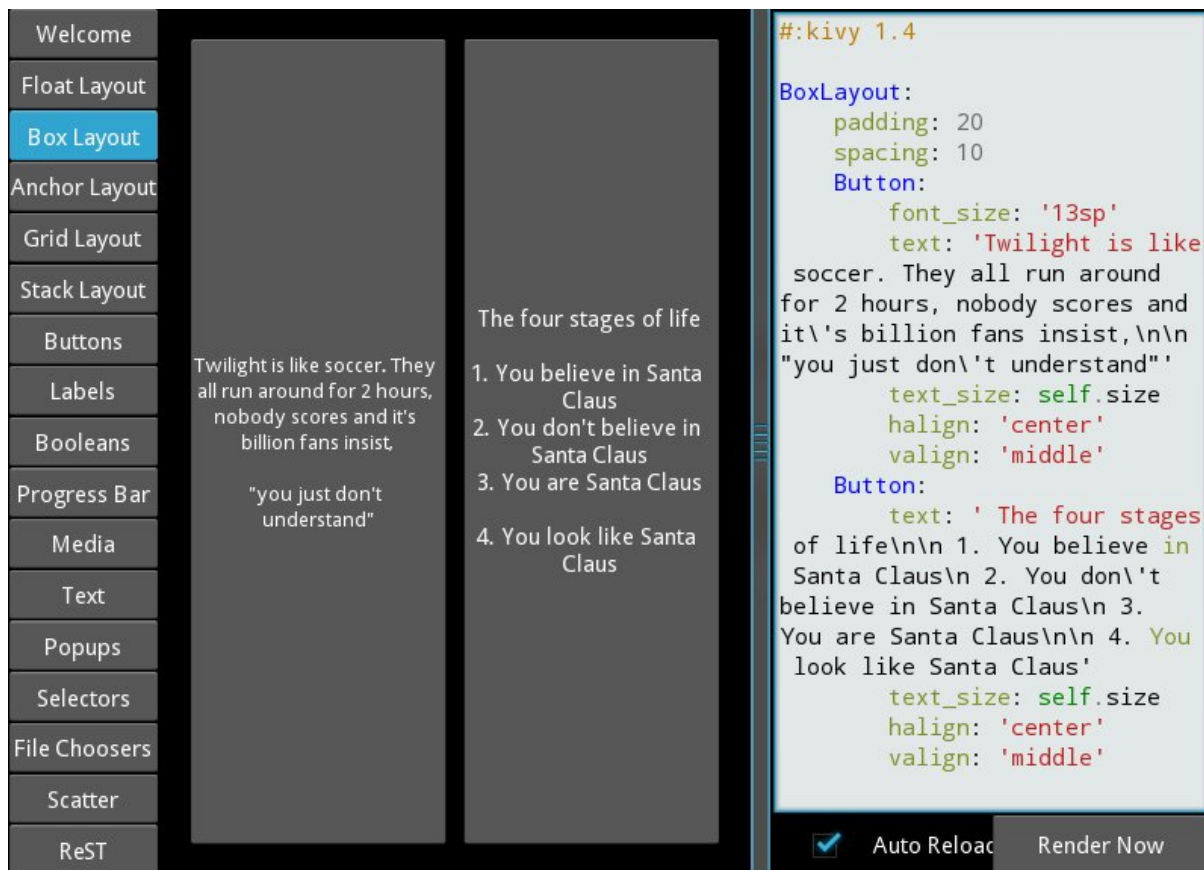 Welcome
Float Layout
Box Layout
Anchor Layout
Grid Layout
Stack Layout
Buttons
Labels
Booleans
Progress Bar
Media
Text
Popups
Selectors
File Choosers
Scatter
ReST
Twilight is like soccer. They
all run around for 2 hours,
nobody scores and it's
billion fans insist,
"you just don't
understand"
The four stages of life
1. You believe in Santa
Claus
2. You don't believe in
Santa Claus
3. You are Santa Claus
4. You look like Santa
Claus
#:kivy 1.4
BoxLayout:
    padding: 20
    spacing: 10
    Button:
        font_size: '13sp'
        text: 'Twilight is like
 soccer. They all run around
for 2 hours, nobody scores and
it\'s billion fans insist,\n\n
"you just don\'t understand"'
        text_size: self.size
        halign: 'center'
        valign: 'middle'
    Button:
        text: ' The four stages
 of life\n\n 1. You believe in
 Santa Claus\n 2. You don\'t
believe in Santa Claus\n 3.
You are Santa Claus\n\n 4. You
 look like Santa Claus'
        text_size: self.size
        halign: 'center'
        valign: 'middle'
Auto Reload
Render Now